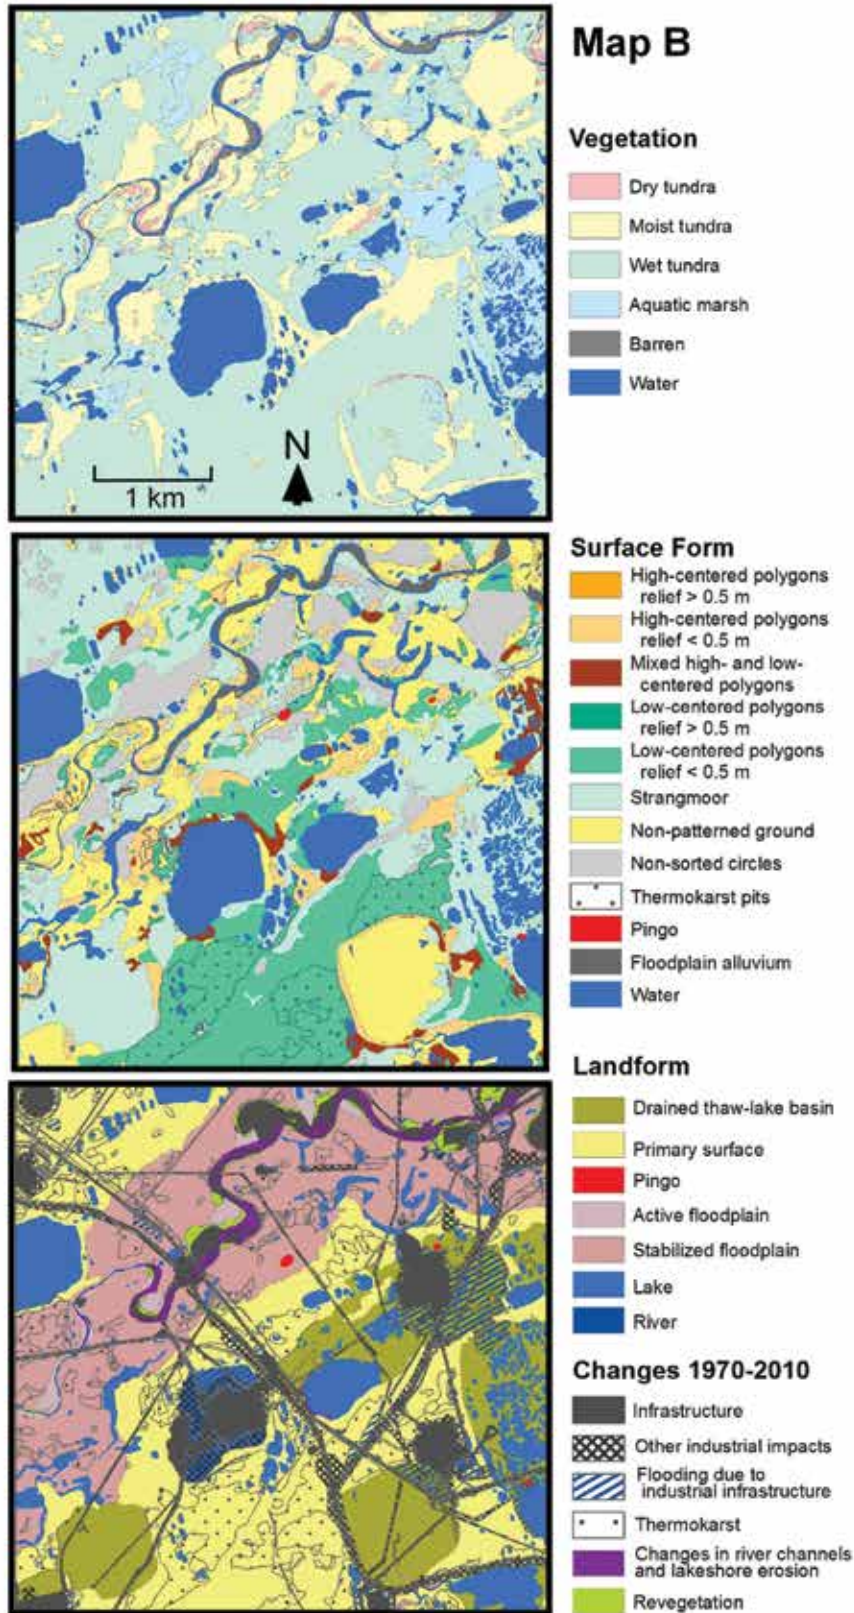 Map B
Vegetation
Dry tundra
Moist tundra
Wet tundra
Aquatic marsh
Barren
Water
N
1 km
Surface Form
High-centered polygons
relief > 0.5 m
High-centered polygons
relief < 0.5 m
Mixed high- and low-
centered polygons
Low-centered polygons
relief > 0.5 m
Low-centered polygons
relief < 0.5 m
Strangmoor
Non-patterned ground
Non-sorted circles
Thermokarst pits
Pingo
Floodplain alluvium
Water
Landform
Drained thaw-lake basin
Primary surface
Pingo
Active floodplain
Stabilized floodplain
Lake
River
Changes 1970-2010
Infrastructure
Other industrial impacts
Flooding due to
industrial infrastructure
Thermokarst
Changes in river channels
and lakeshore erosion
Revegetation